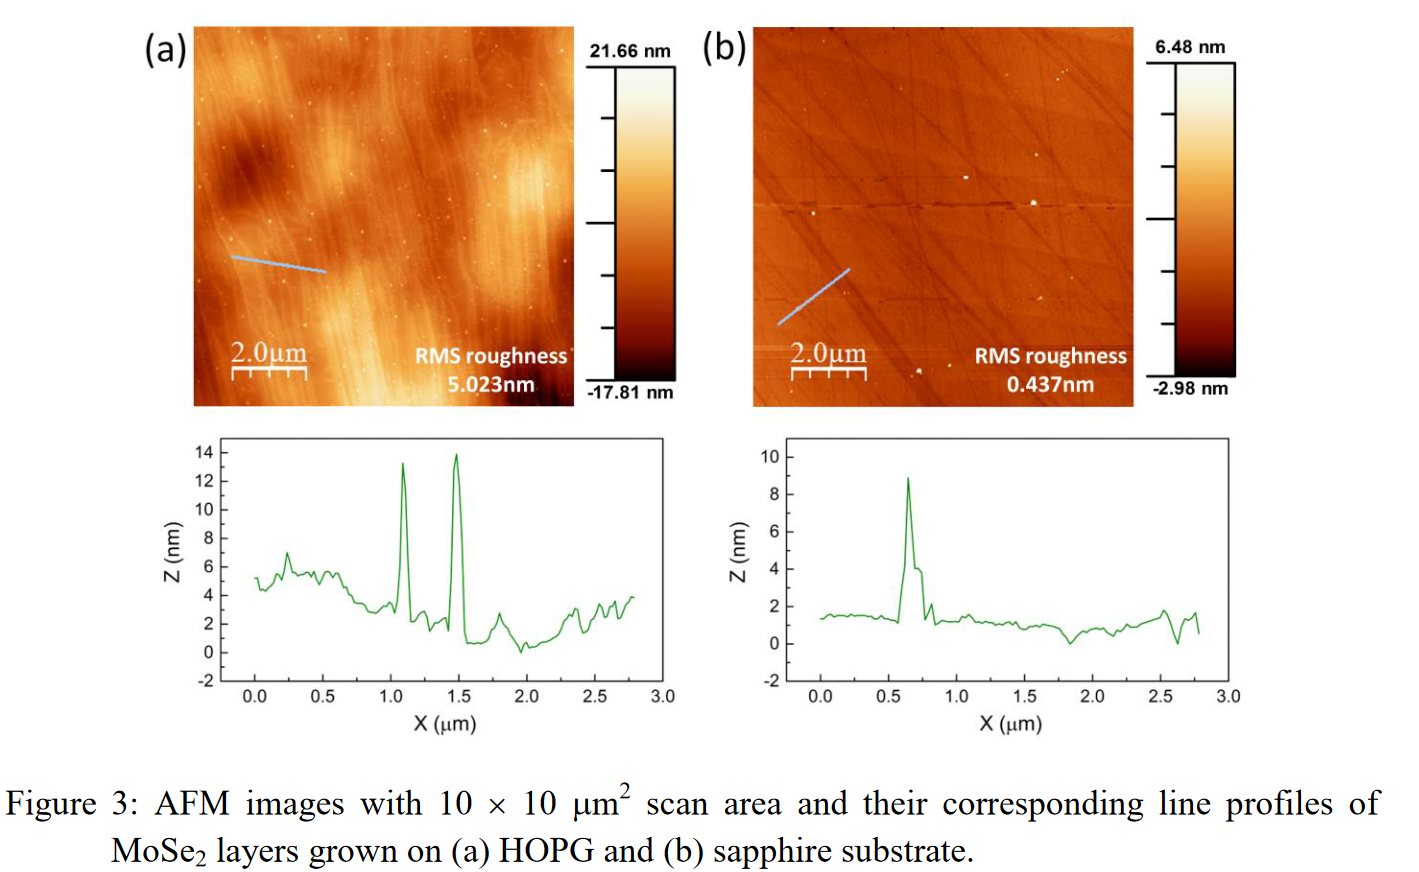 (a)
21.66 nm
-17.81 nm
2.0μm
RMS roughness
5.023nm
(b)
6.48 nm
-2.98 nm
2.0μm
RMS roughness
0.437nm
Z (nm)
14
12
10
8
6
4
2
0
-2
0.0 0.5 1.0 1.5 2.0 2.5 3.0
X (μm)
Z (nm)
10
8
6
4
2
0
-2
0.0 0.5 1.0 1.5 2.0 2.5 3.0
X (μm)
Figure 3: AFM images with 10 × 10 μm² scan area and their corresponding line profiles of
MoSe₂ layers grown on (a) HOPG and (b) sapphire substrate.